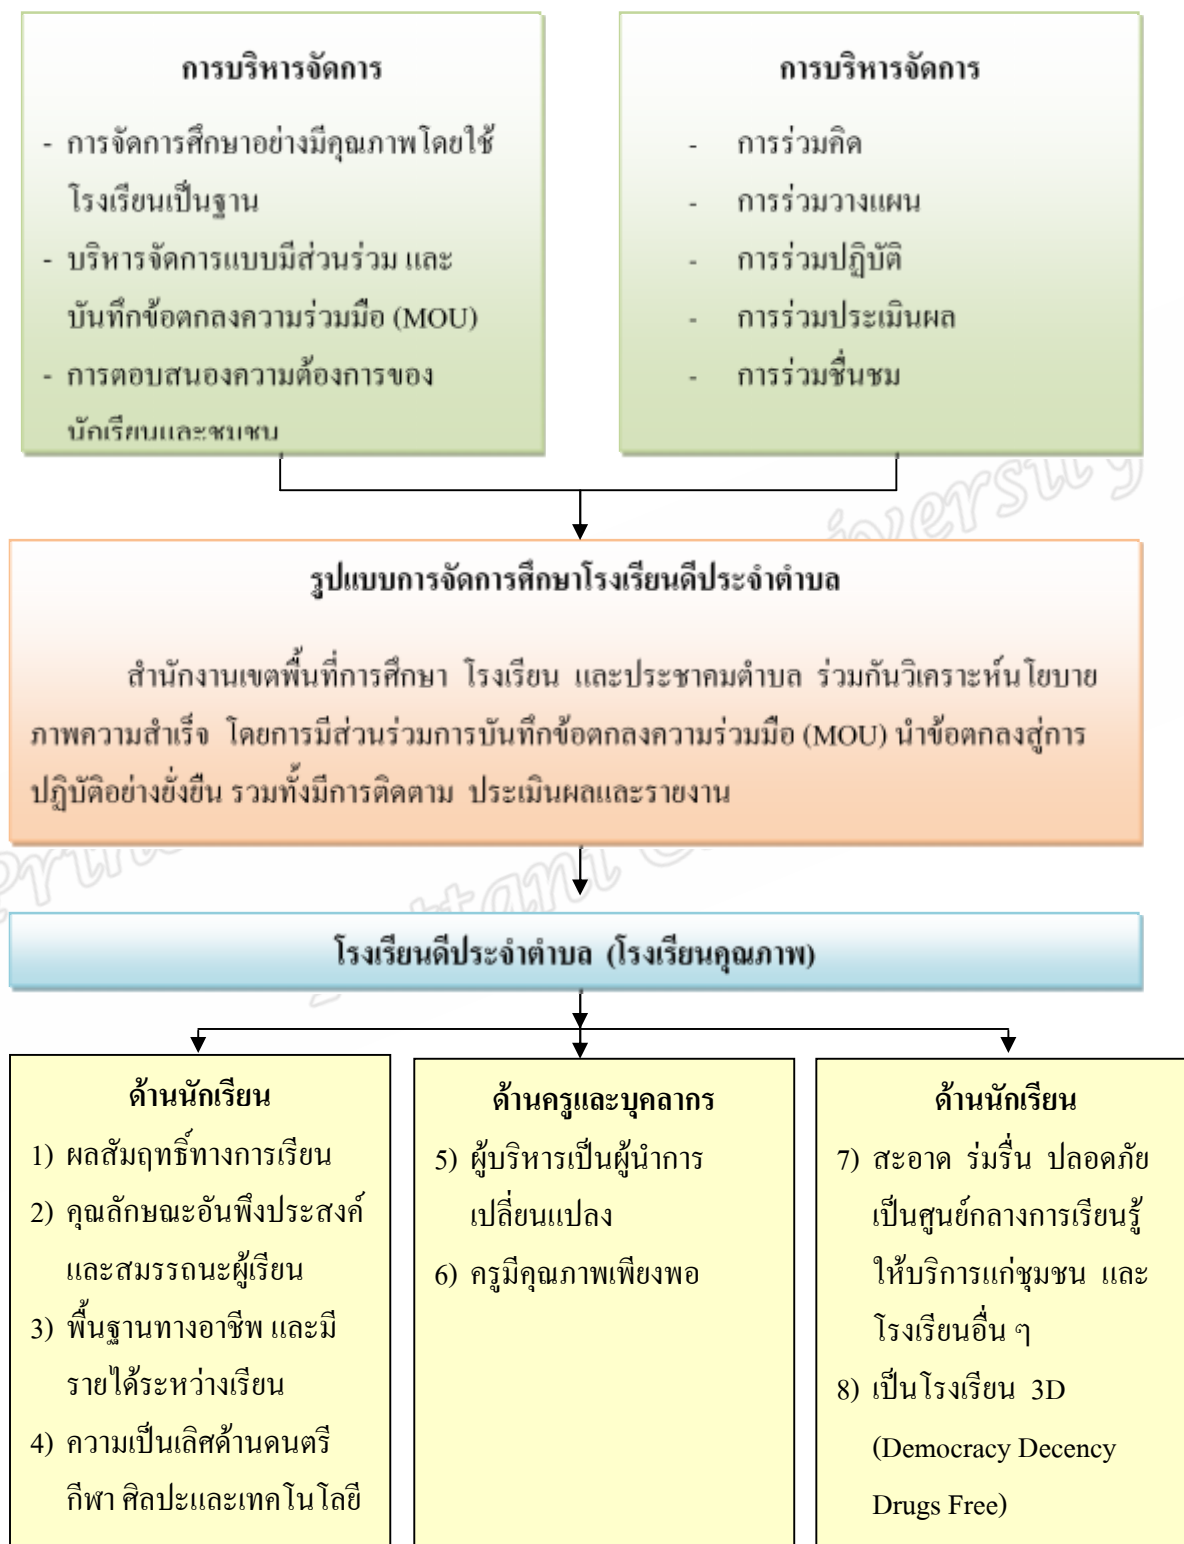 การบริหารจัดการ
- การจัดการศึกษาอย่างมีคุณภาพโดยใช้
โรงเรียนเป็นฐาน
- บริหารจัดการแบบมีส่วนร่วม และ
บันทึกข้อตกลงความร่วมมือ (MOU)
- การตอบสนองความต้องการของ
นักเรียนและชุมชน
การบริหารจัดการ
- การร่วมคิด
- การร่วมวางแผน
- การร่วมปฏิบัติ
- การร่วมประเมินผล
- การร่วมชื่นชม
รูปแบบการจัดการศึกษาโรงเรียนดีประจำตำบล
สำนักงานเขตพื้นที่การศึกษา โรงเรียน และประชาคมตำบล ร่วมกันวิเคราะห์นโยบาย
ภาพความสำเร็จ โดยการมีส่วนร่วมการบันทึกข้อตกลงความร่วมมือ (MOU) นำข้อตกลงสู่การ
ปฏิบัติอย่างยั่งยืน รวมทั้งมีการติดตาม ประเมินผลและรายงาน
โรงเรียนดีประจำตำบล (โรงเรียนคุณภาพ)
ด้านนักเรียน
1) ผลสัมฤทธิ์ทางการเรียน
2) คุณลักษณะอันพึงประสงค์
และสมรรถนะผู้เรียน
3) พื้นฐานทางอาชีพ และมี
รายได้ระหว่างเรียน
4) ความเป็นเลิศด้านดนตรี
กีฬา ศิลปะและเทคโนโลยี
ด้านครูและบุคลากร
5) ผู้บริหารเป็นผู้นำการ
เปลี่ยนแปลง
6) ครูมีคุณภาพเพียงพอ
ด้านนักเรียน
7) สะอาด ร่มรื่น ปลอดภัย
เป็นศูนย์กลางการเรียนรู้
ให้บริการแก่ชุมชน และ
โรงเรียนอื่น ๆ
8) เป็นโรงเรียน 3D
(Democracy Decency
Drugs Free)